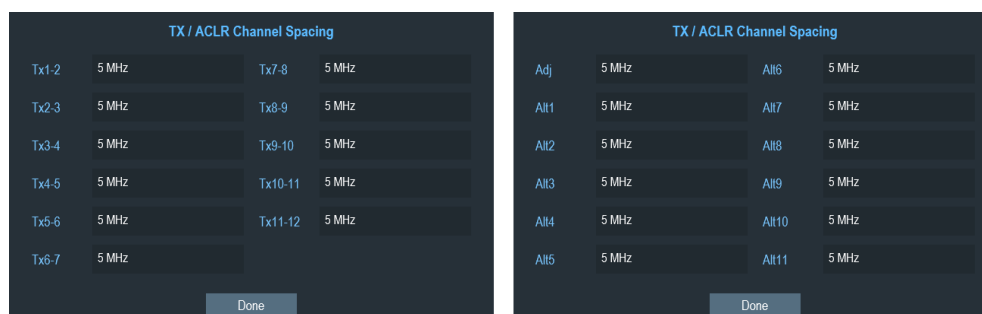 TX / ACLR Channel Spacing
Tx1-2 5 MHz Tx7-8 5 MHz
Tx2-3 5 MHz Tx8-9 5 MHz
Tx3-4 5 MHz Tx9-10 5 MHz
Tx4-5 5 MHz Tx10-11 5 MHz
Tx5-6 5 MHz Tx11-12 5 MHz
Tx6-7 5 MHz
Done
TX / ACLR Channel Spacing
Adj 5 MHz Alt6 5 MHz
Alt1 5 MHz Alt7 5 MHz
Alt2 5 MHz Alt8 5 MHz
Alt3 5 MHz Alt9 5 MHz
Alt4 5 MHz Alt10 5 MHz
Alt5 5 MHz Alt11 5 MHz
Done